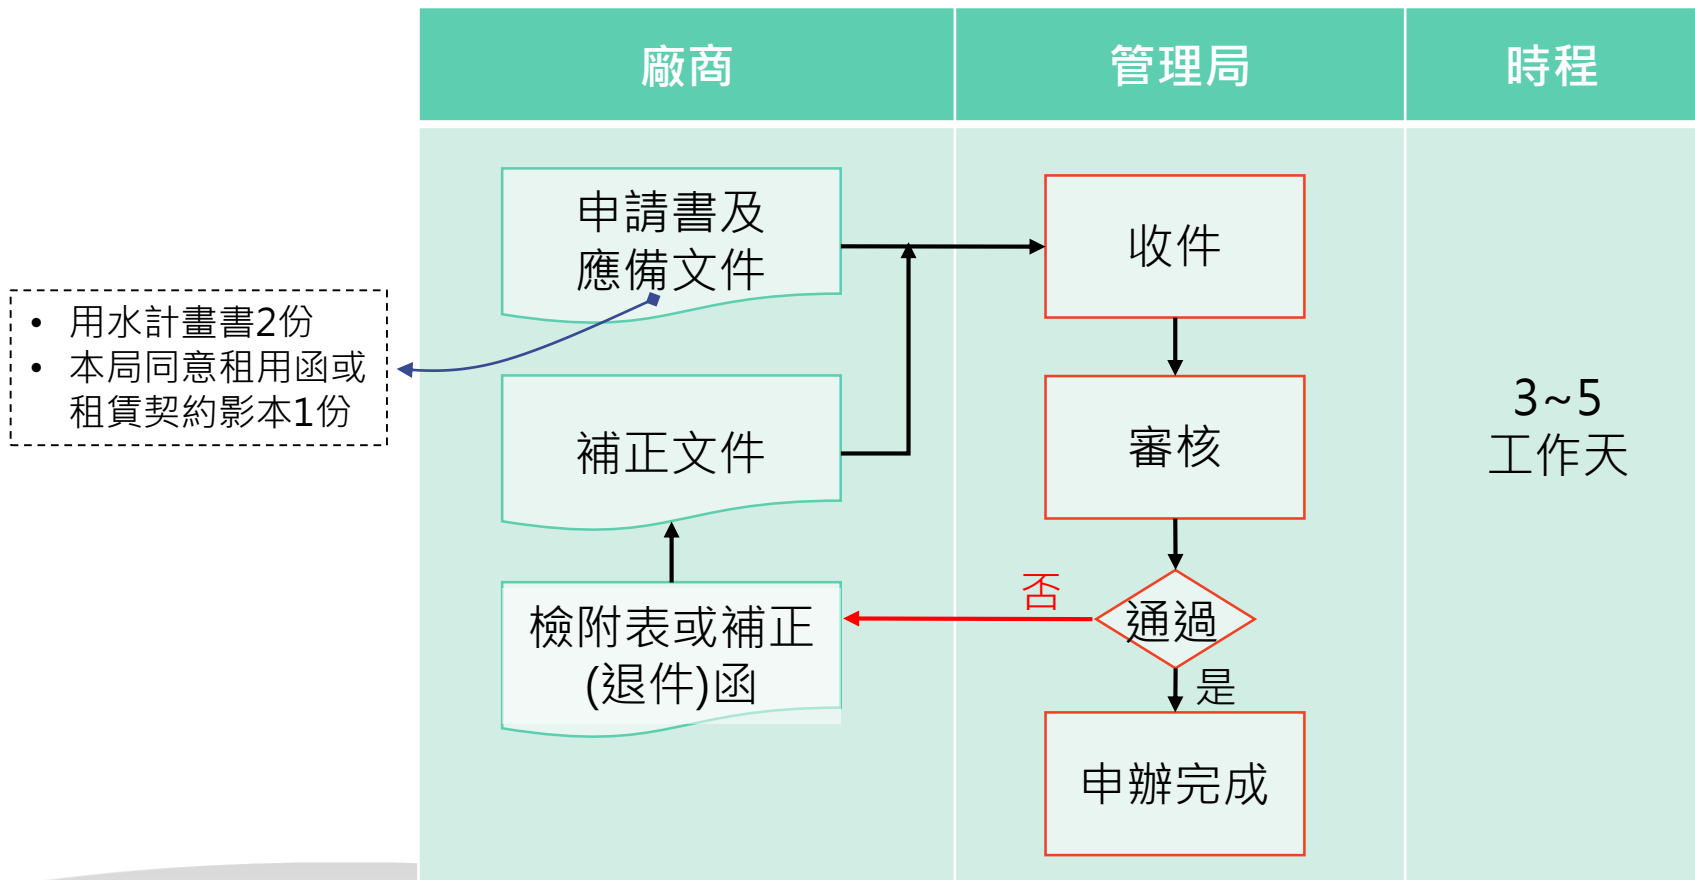 廠商
管理局
時程
申請書及
應備文件
收件
• 用水計畫書2份
• 本局同意租用函或
租賃契約影本1份
補正文件
審核
3~5
工作天
否
通過
檢附表或補正
(退件)函
是
申辦完成